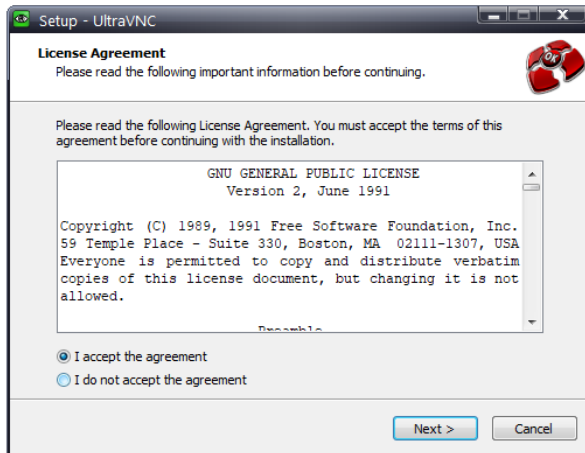 Setup - UltraVNC
License Agreement
Please read the following important information before continuing.
OK
Please read the following License Agreement. You must accept the terms of this
agreement before continuing with the installation.
GNU GENERAL PUBLIC LICENSE
Version 2, June 1991
Copyright (C) 1989, 1991 Free Software Foundation, Inc.
59 Temple Place - Suite 330, Boston, MA 02111-1307, USA
Everyone is permitted to copy and distribute verbatim
copies of this license document, but changing it is not
allowed.
Preamble
I accept the agreement
I do not accept the agreement
Next >
Cancel